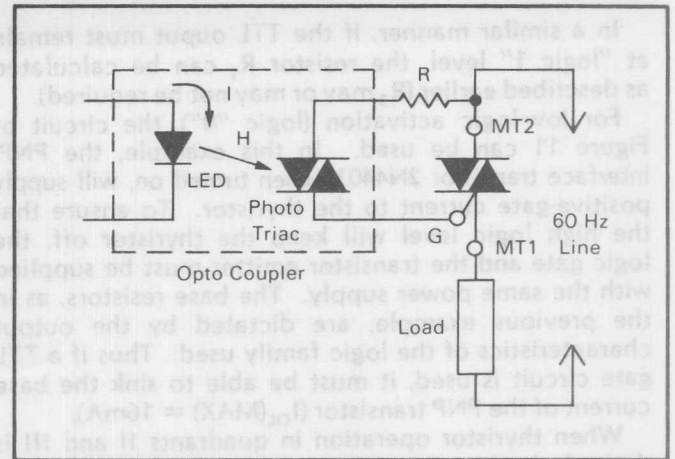 R
MT2
I
H
LED
Photo
Triac
G
MT1
60 Hz
Line
Opto Coupler
Load
In a similar manner, if the TTL ouput must remain
at "logic 1" level, the resistor R can be calculated
as described earlier may or may not be required)
For low logic activation (logic "0") the circuit of
Figure 11 can be used. In this example, the PNP
interface when turned on, will supply
positive gate current to the thyristor. To ensure that
the high logic level will keep the thyristor off, the
logic gate and the transistor emitter must be supplied
with the same power supply. The base resistors, as in
the previous example, are dictated by the output
characteristics of the logic family used. Thus if a TTL
gate circuit is used, it must be able to sink the base
current of the PNP transistor (IOL(MAX) = 16mA).
When thyristor operation in quadrants II and III is